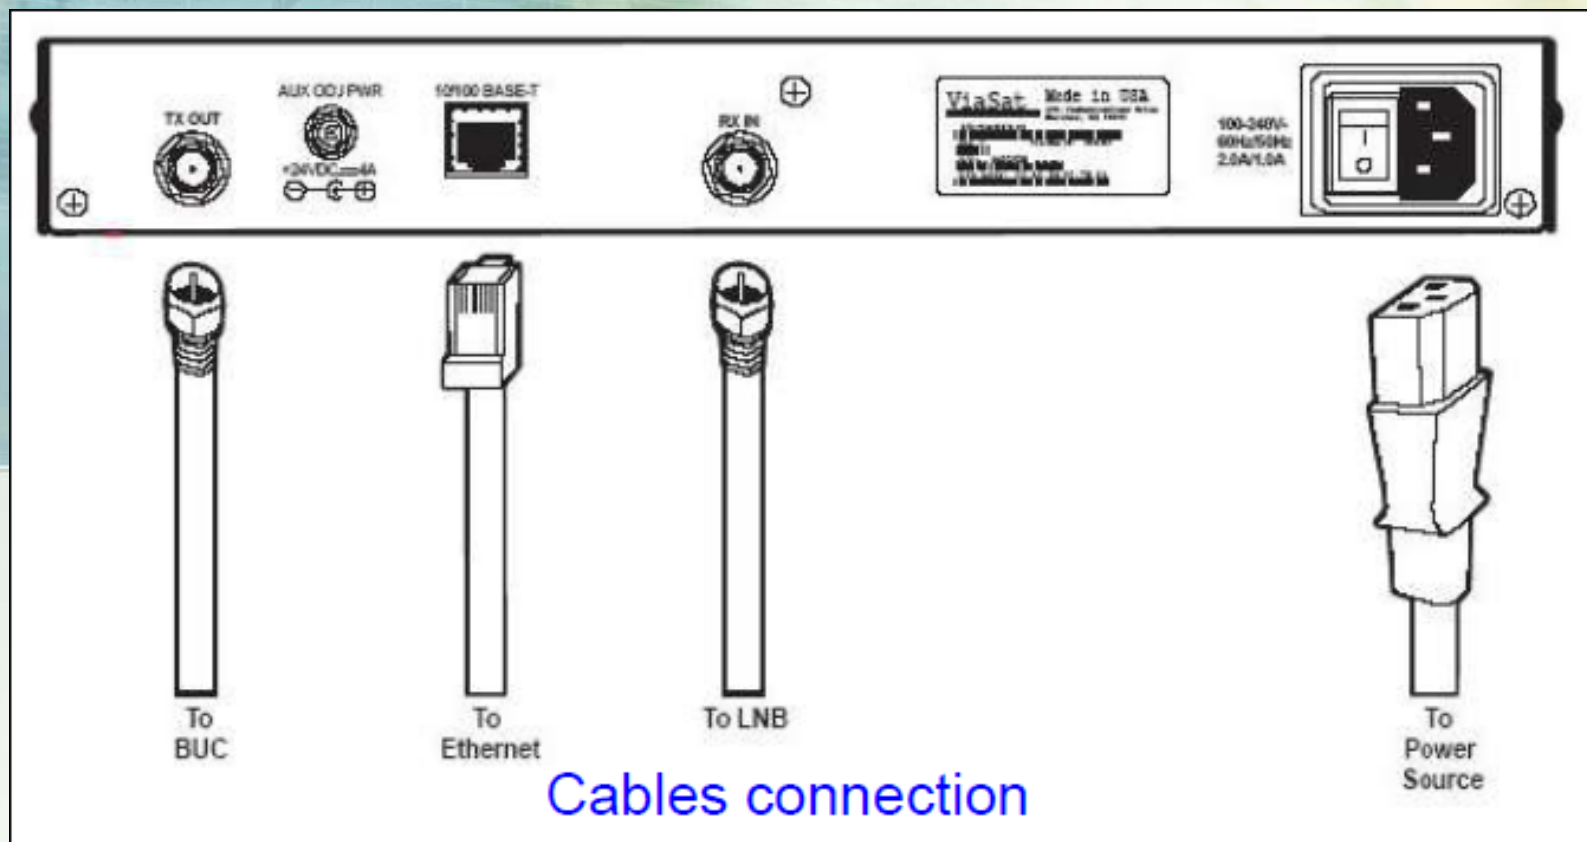 TX OUT
AUX ODU PWR
+24VDC 4A
10/100 BASE-T
RX IN
ViaSat
Made in USA
100-240V~
60Hz/50Hz
2.0A/1.0A
To
BUC
To
Ethernet
To LNB
To
Power
Source
Cables connection